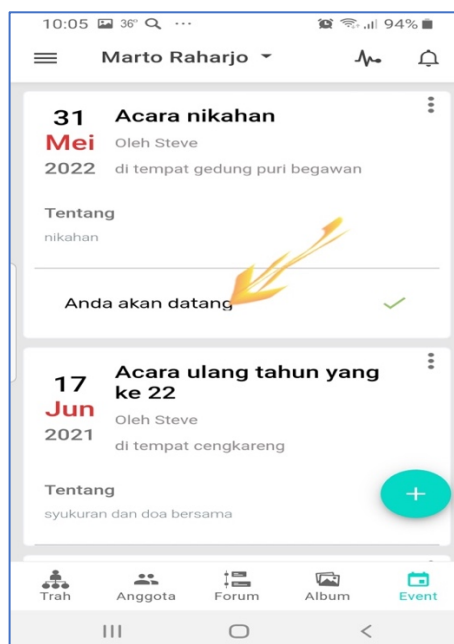 10:05 36° ... 94%
Marto Raharjo
31 Acara nikahan
Mei Oleh Steve
2022 di tempat gedung puri begawan
Tentang
nikahan
Anda akan datang
17 Acara ulang tahun yang
ke 22
Jun Oleh Steve
2021 di tempat cengkareng
Tentang
syukuran dan doa bersama
+
Trah Anggota Forum Album Event